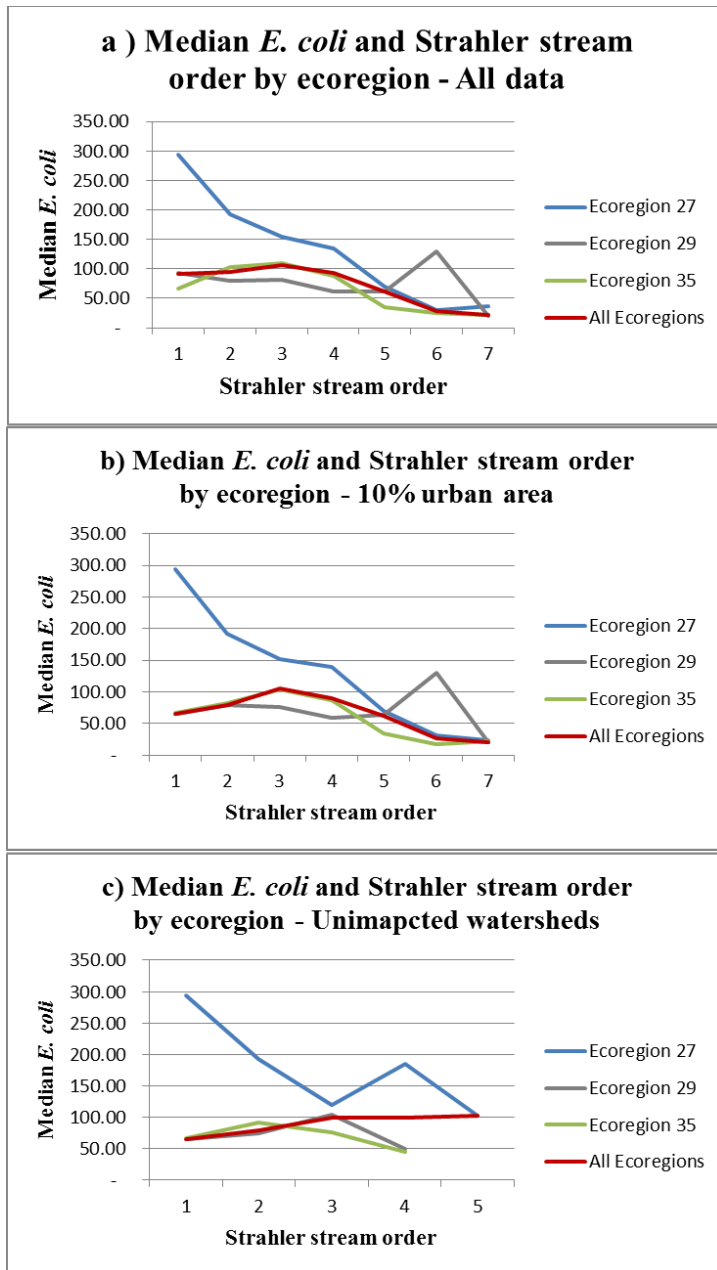 a ) Median E. coli and Strahler stream
order by ecoregion - All data
350.00
300.00
250.00
200.00
150.00
100.00
50.00
-
Median E. coli
1 2 3 4 5 6 7
Strahler stream order
Ecoregion 27
Ecoregion 29
Ecoregion 35
All Ecoregions
b) Median E. coli and Strahler stream order
by ecoregion - 10% urban area
350.00
300.00
250.00
200.00
150.00
100.00
50.00
-
Median E. coli
1 2 3 4 5 6 7
Strahler stream order
Ecoregion 27
Ecoregion 29
Ecoregion 35
All Ecoregions
c) Median E. coli and Strahler stream order
by ecoregion - Unimapcted watersheds
350.00
300.00
250.00
200.00
150.00
100.00
50.00
-
Median E. coli
1 2 3 4 5
Strahler stream order
Ecoregion 27
Ecoregion 29
Ecoregion 35
All Ecoregions